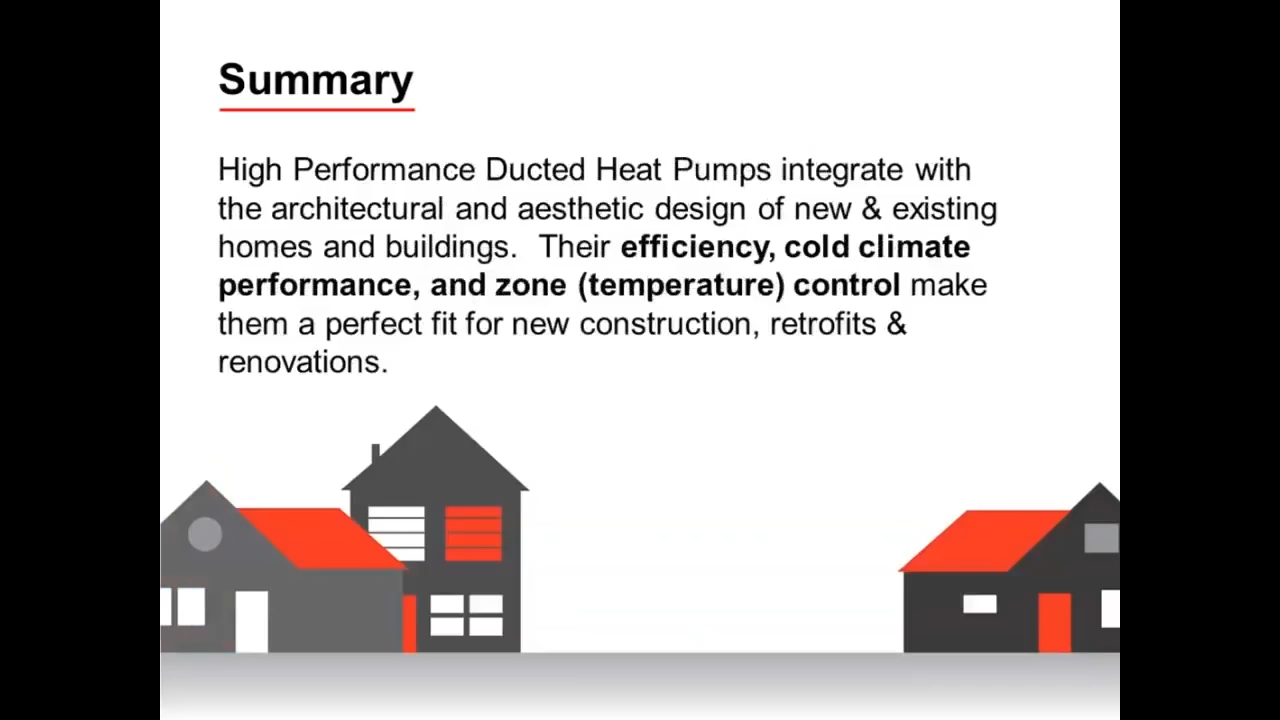 Summary
High Performance Ducted Heat Pumps integrate with
the architectural and aesthetic design of new & existing
homes and buildings.  Their efficiency, cold climate
performance, and zone (temperature) control make
them a perfect fit for new construction, retrofits &
renovations.